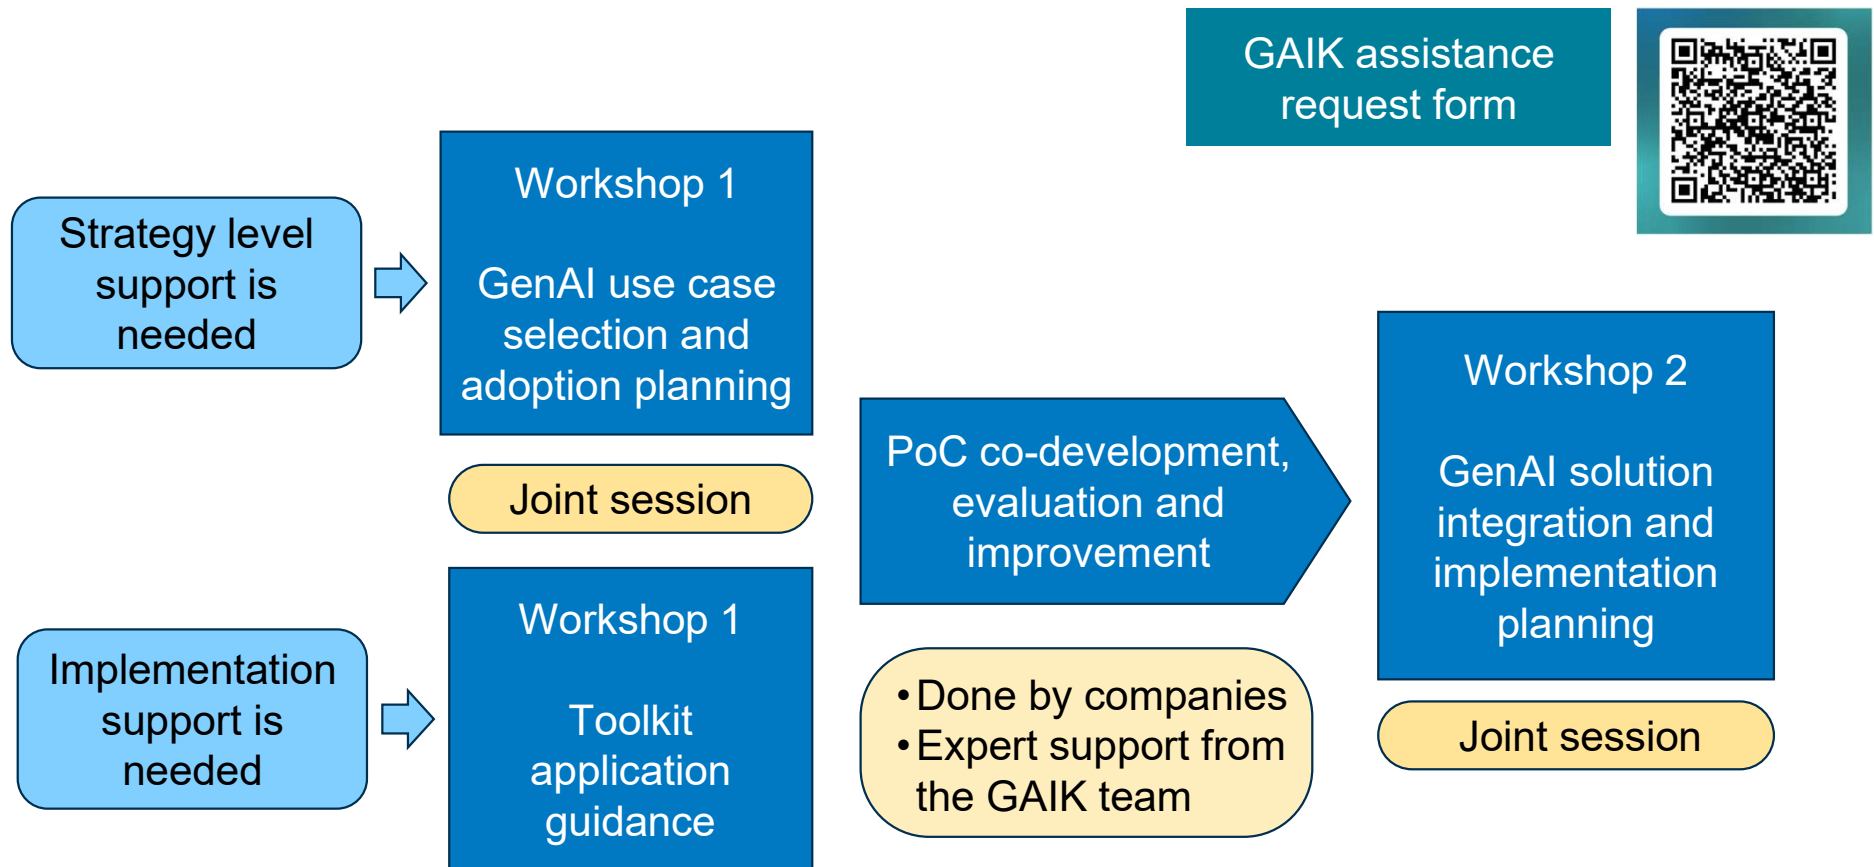 GAIK assistance
request form
Strategy level
support is
needed
Workshop 1
GenAI use case
selection and
adoption planning
Joint session
Implementation
support is
needed
Workshop 1
Toolkit
application
guidance
PoC co-development,
evaluation and
improvement
•Done by companies
•Expert support from
the GAIK team
Workshop 2
GenAI solution
integration and
implementation
planning
Joint session